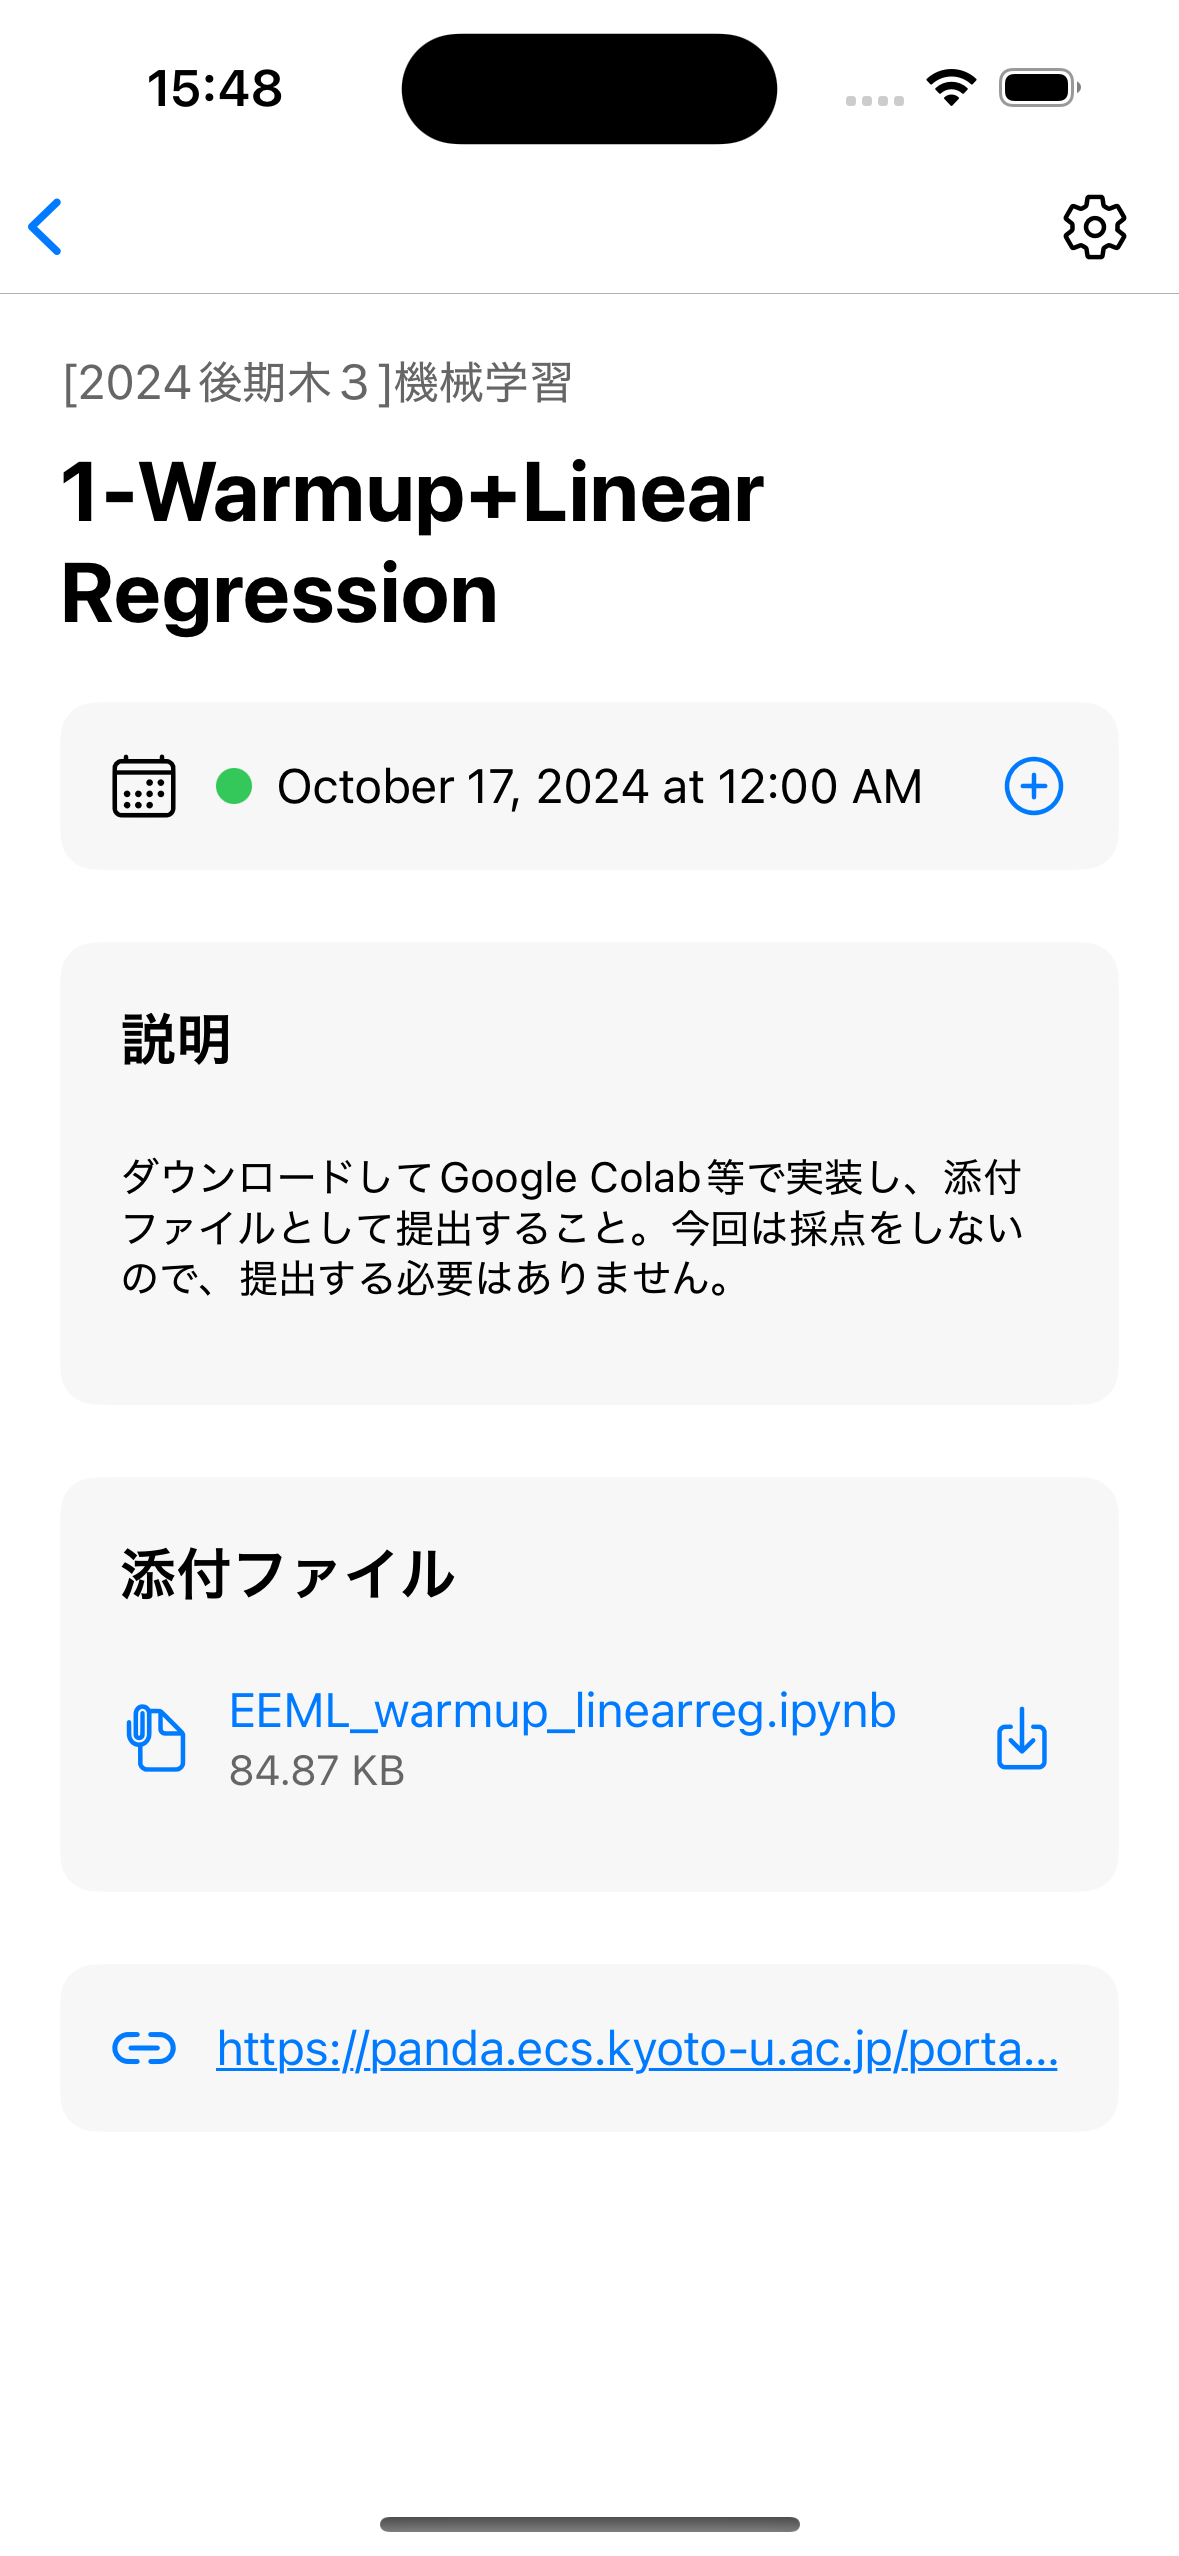 15:48
[2024後期木３]機械学習
1-Warmup+Linear
Regression
October 17, 2024 at 12:00 AM
説明
ダウンロードしてGoogle Colab等で実装し、添付
ファイルとして提出すること。今回は採点をしない
ので、提出する必要はありません。
添付ファイル
EEML_warmup_linearreg.ipynb
84.87 KB
https://panda.ecs.kyoto-u.ac.jp/porta...